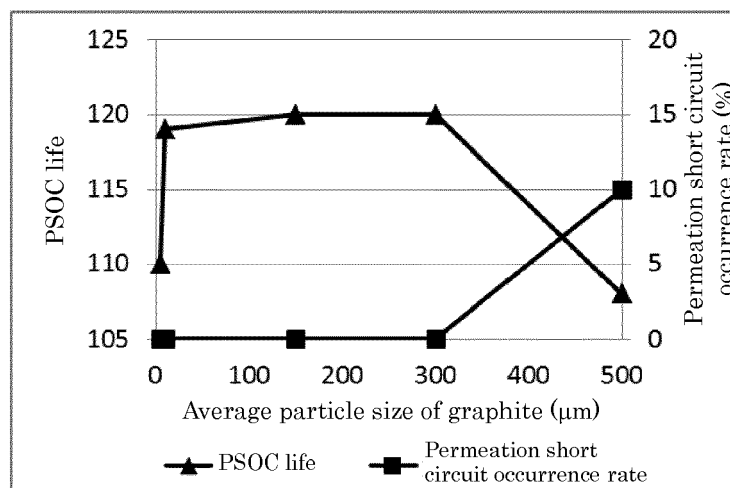 125
120
115
110
105
PSOC life
20
15
10
5
0
Permeation short circuit
occurrence rate (%)
0 100 200 300 400 500
Average particle size of graphite (μm)
PSOC life
Permeation short
circuit occurrence rate